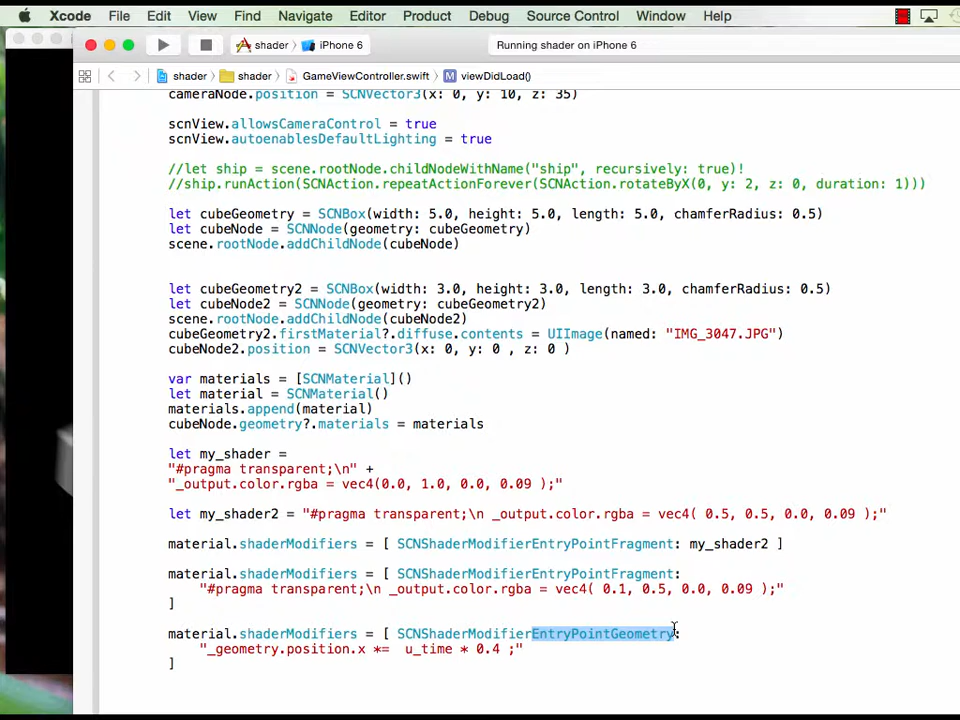 Xcode File Edit View Find Navigate Editor Product Debug Source Control Window Help
shader iPhone 6 Running shader on iPhone 6
shader shader GameViewController.swift M viewDidLoad()
cameraNode.position = SCNVector3(x: 0, y: 10, z: 35)
scnView.allowsCameraControl = true
scnView.autoenablesDefaultLighting = true
//let ship = scene.rootNode.childNodeWithName("ship", recursively: true)!
//ship.runAction(SCNAction.repeatActionForever(SCNAction.rotateByX(0, y: 2, z: 0, duration: 1)))
let cubeGeometry = SCNBox(width: 5.0, height: 5.0, length: 5.0, chamferRadius: 0.5)
let cubeNode = SCNNode(geometry: cubeGeometry)
scene.rootNode.addChildNode(cubeNode)
let cubeGeometry2 = SCNBox(width: 3.0, height: 3.0, length: 3.0, chamferRadius: 0.5)
let cubeNode2 = SCNNode(geometry: cubeGeometry2)
scene.rootNode.addChildNode(cubeNode2)
cubeGeometry2.firstMaterial?.diffuse.contents = UIImage(named: "IMG_3047.JPG")
cubeNode2.position = SCNVector3(x: 0, y: 0 , z: 0 )
var materials = [SCNMaterial]()
let material = SCNMaterial()
materials.append(material)
cubeNode.geometry?.materials = materials
let my_shader =
"#pragma transparent;\n" +
"_output.color.rgba = vec4(0.0, 1.0, 0.0, 0.09 );"
let my_shader2 = "#pragma transparent;\n _output.color.rgba = vec4( 0.5, 0.5, 0.0, 0.09 );"
material.shaderModifiers = [ SCNShaderModifierEntryPointFragment: my_shader2 ]
material.shaderModifiers = [ SCNShaderModifierEntryPointFragment:
"#pragma transparent;\n _output.color.rgba = vec4( 0.1, 0.5, 0.0, 0.09 );"
]
material.shaderModifiers = [ SCNShaderModifierEntryPointGeometry:
"_geometry.position.x *= u_time * 0.4 ;"
]